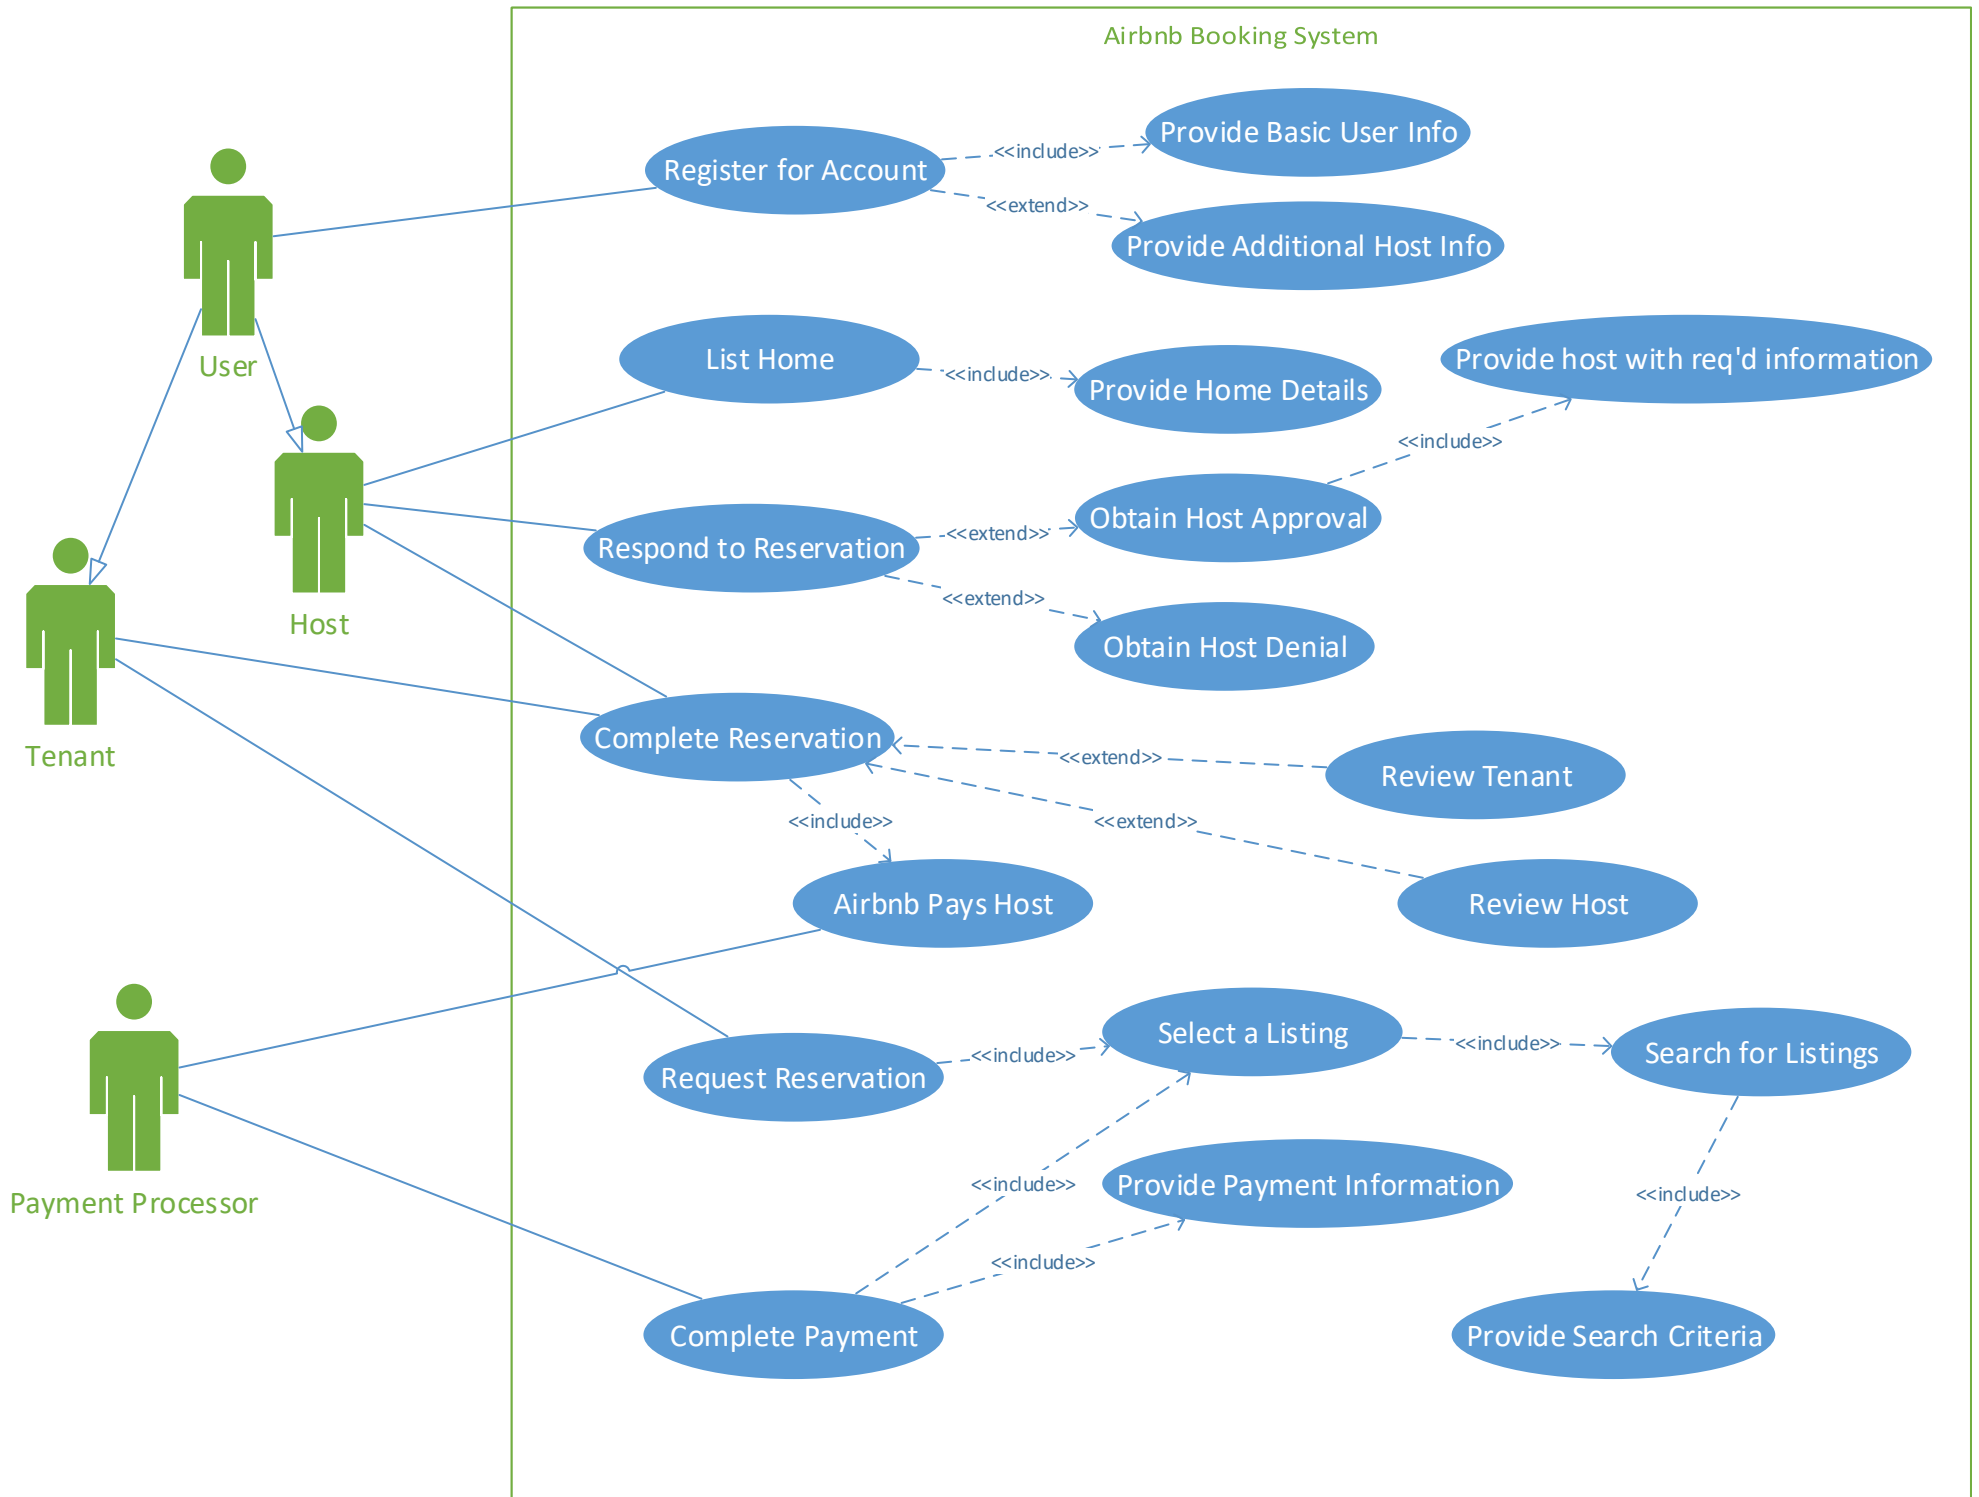 Airbnb Booking System
Provide Basic User Info
Register for Account
<<include>>
<<extend>>
Provide Additional Host Info
User
List Home
<<include>>
Provide Home Details
Provide host with req'd information
<<include>>
Host
Respond to Reservation
<<extend>>
Obtain Host Approval
<<extend>>
Obtain Host Denial
Tenant
Complete Reservation
<<extend>>
Review Tenant
<<include>>
<<extend>>
Airbnb Pays Host
Review Host
Request Reservation
<<include>>
Select a Listing
<<include>>
Search for Listings
Payment Processor
<<include>>
Provide Payment Information
<<include>>
<<include>>
Complete Payment
Provide Search Criteria